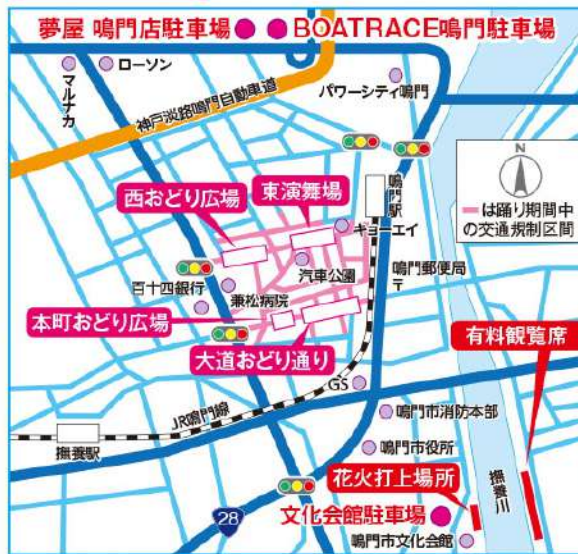 夢屋 鳴門店駐車場 BOATRACE鳴門駐車場
ローソン
マルナカ
パワーシティ鳴門
神戸淡路鳴門自動車道
N
は踊り期間中
の交通規制区間
東演舞場
西おどり広場
鳴門駅
キョーエイ
汽車公園
鳴門郵便局
〒
百十四銀行
兼松病院
本町おどり広場
大道おどり通り
有料観覧席
GS
JR鳴門線
鳴門市消防本部
撫養駅
鳴門市役所
花火打上場所
撫養川
28
文化会館駐車場
鳴門市文化会館